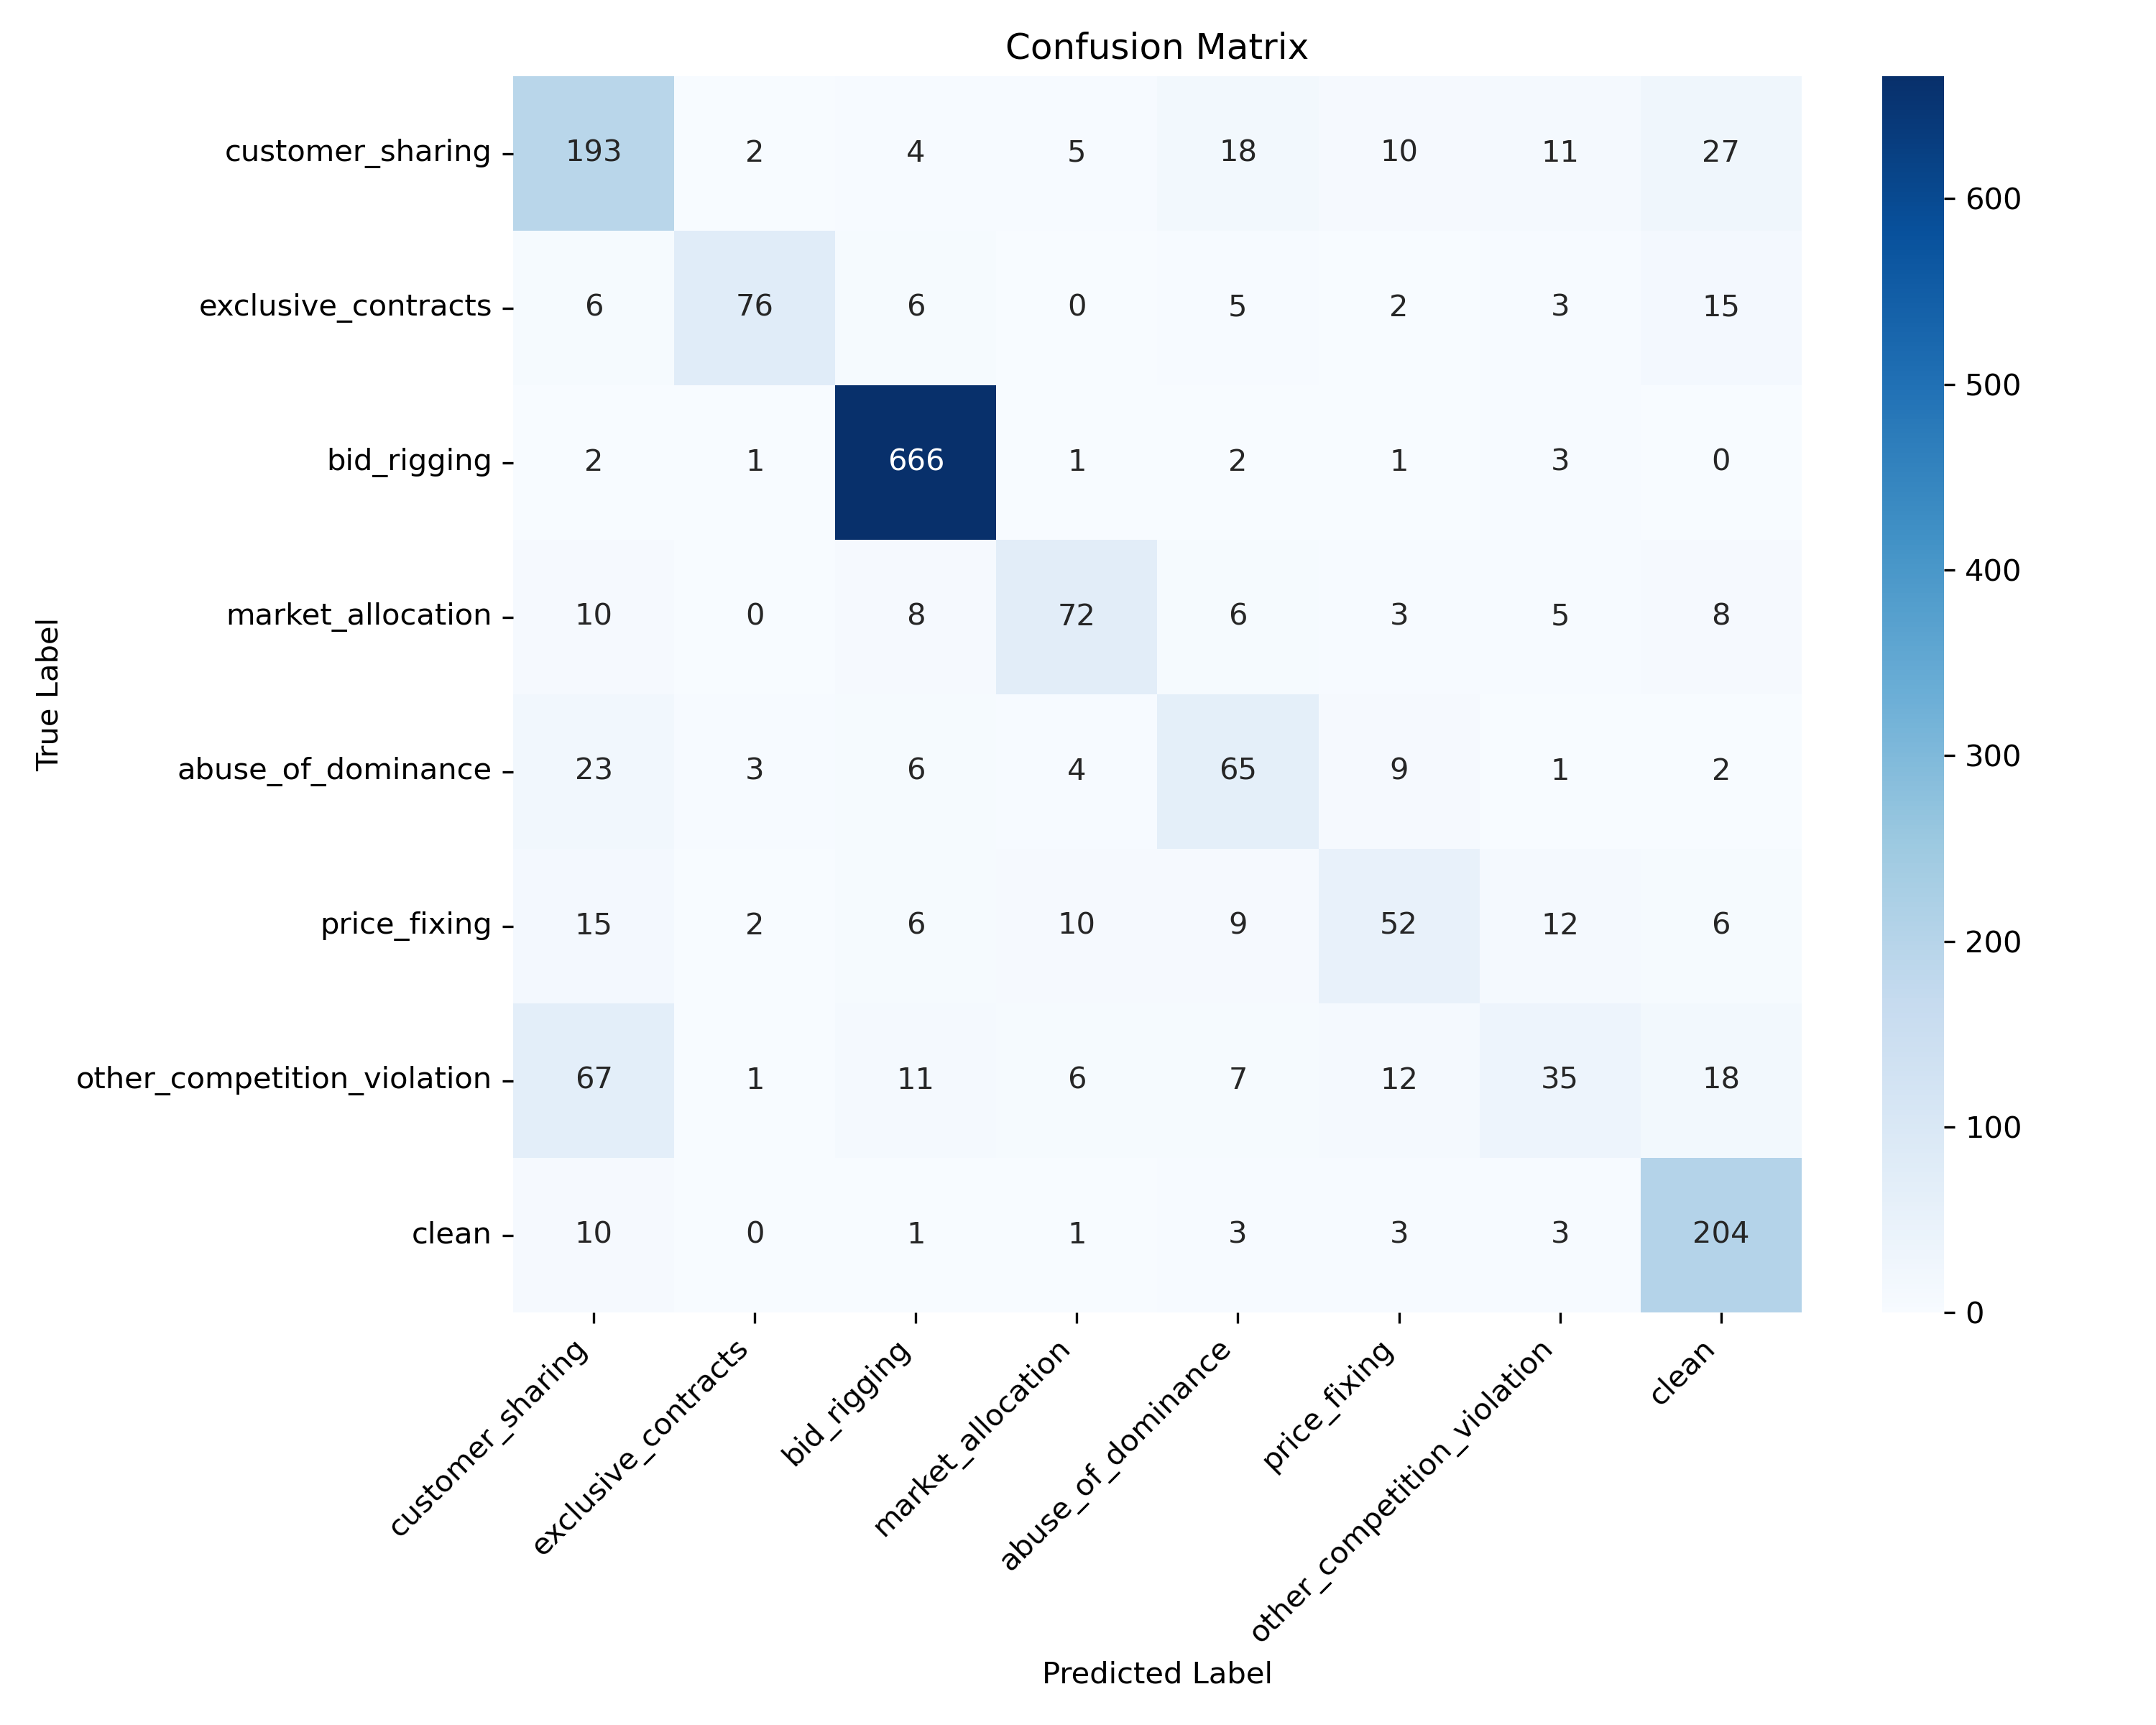 Confusion Matrix
customer_sharing 193 2 4 5 18 10 11 27
exclusive_contracts 6 76 6 0 5 2 3 15
bid_rigging 2 1 666 1 2 1 3 0
market_allocation 10 0 8 72 6 3 5 8
abuse_of_dominance 23 3 6 4 65 9 1 2
price_fixing 15 2 6 10 9 52 12 6
other_competition_violation 67 1 11 6 7 12 35 18
clean 10 0 1 1 3 3 3 204
True Label
customer_sharing
exclusive_contracts
bid_rigging
market_allocation
abuse_of_dominance
price_fixing
other_competition_violation
clean
Predicted Label
600
500
400
300
200
100
0